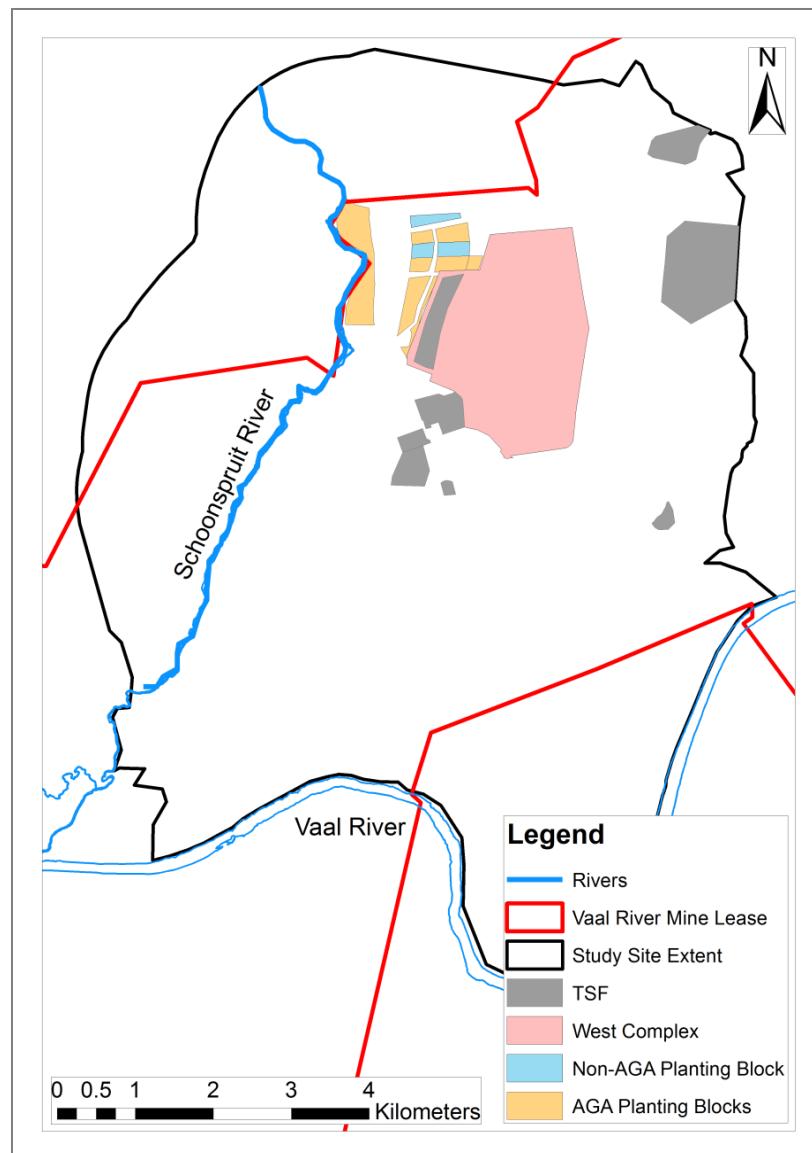 N
Schoonspruit River
Vaal River
Legend
Rivers
Vaal River Mine Lease
Study Site Extent
TSF
West Complex
Non-AGA Planting Block
AGA Planting Blocks
0 0.5 1 2 3 4
Kilometers